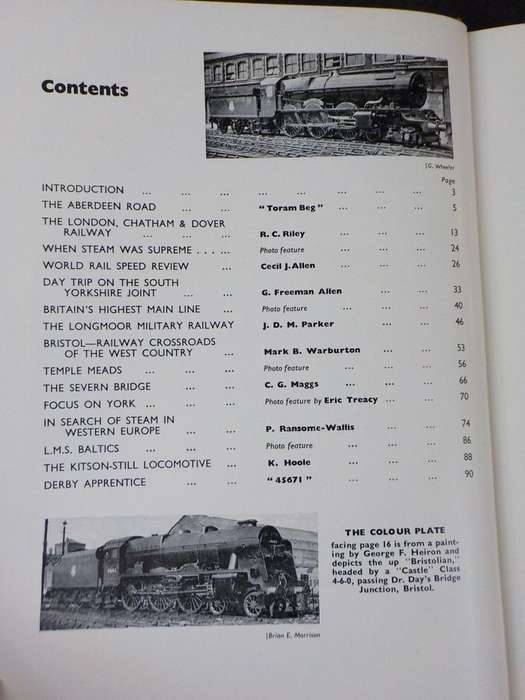 Contents
[G. Wheeler
Page
INTRODUCTION ... ... ... ... ... ... ... ... 3
THE ABERDEEN ROAD ... ... "Toram Beg" ... ... ... 5
THE LONDON, CHATHAM & DOVER
RAILWAY ... ... ... R. C. Riley ... ... ... 13
WHEN STEAM WAS SUPREME . ... ... Photo feature ... ... ... 24
WORLD RAIL SPEED REVIEW ... Cecil J. Allen ... ... ... 26
DAY TRIP ON THE SOUTH
YORKSHIRE JOINT ... ... G. Freeman Allen ... ... 33
BRITAIN'S HIGHEST MAIN LINE ... Photo feature ... ... ... 40
THE LONGMOOR MILITARY RAILWAY J. D. M. Parker ... ... 46
BRISTOL—RAILWAY CROSSROADS
OF THE WEST COUNTRY ... Mark B. Warburton ... ... 53
TEMPLE MEADS ... ... ... Photo feature ... ... ... 56
THE SEVERN BRIDGE ... ... C. G. Maggs ... ... ... 66
FOCUS ON YORK ... ... ... Photo feature by Eric Treacy ... ... 70
IN SEARCH OF STEAM IN
WESTERN EUROPE ... ... P. Ransome-Wallis ... ... 74
L.M.S. BALTICS ... ... ... Photo feature ... ... ... 86
THE KITSON-STILL LOCOMOTIVE ... K. Hoole ... ... ... 88
DERBY APPRENTICE ... ... "45671" ... ... ... 90
THE COLOUR PLATE
facing page 16 is from a paint-
ing by George F. Heiron and
depicts the up "Bristolian,"
headed by a "Castle" Class
4-6-0, passing Dr. Day's Bridge
Junction, Bristol.
[Brian E. Morrison